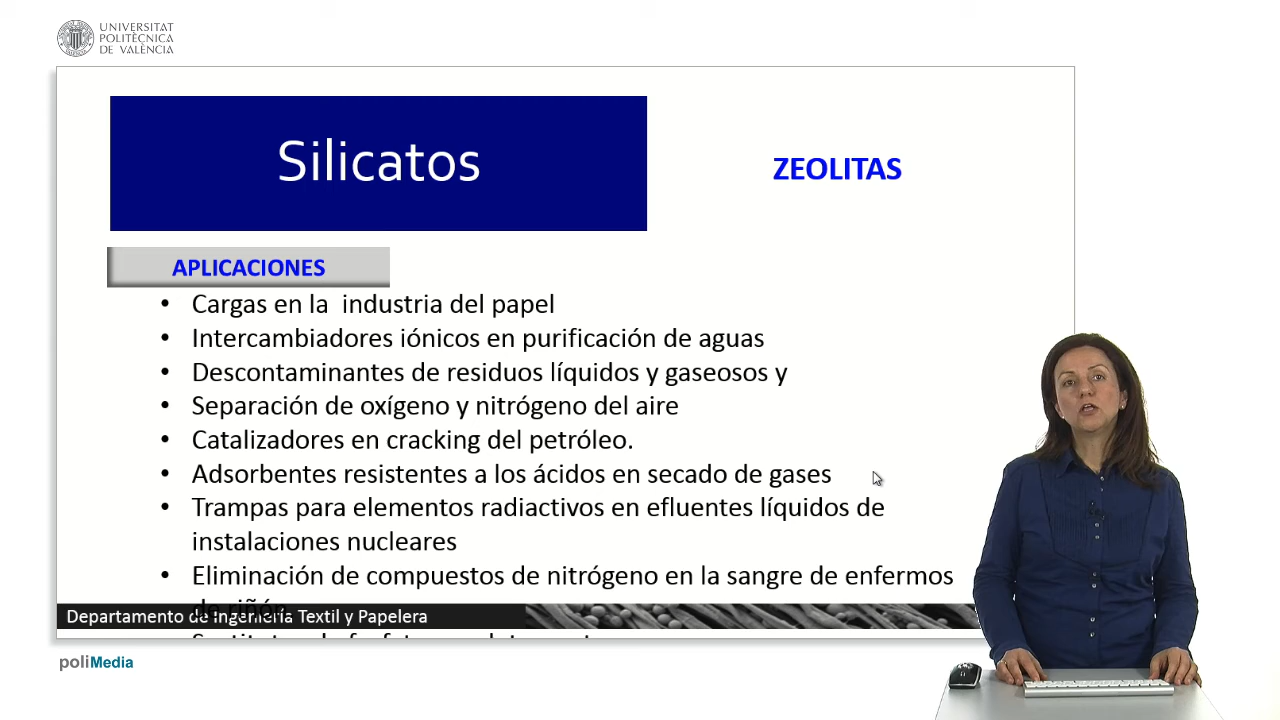 UNIVERSITAT
POLITÈCNICA
DE VALÈNCIA
Silicatos
ZEOLITAS
APLICACIONES
• Cargas en la industria del papel
• Intercambiadores iónicos en purificación de aguas
• Descontaminantes de residuos líquidos y gaseosos y
• Separación de oxígeno y nitrógeno del aire
• Catalizadores en cracking del petróleo.
• Adsorbentes resistentes a los ácidos en secado de gases
• Trampas para elementos radiactivos en efluentes líquidos de
instalaciones nucleares
• Eliminación de compuestos de nitrógeno en la sangre de enfermos
de riñón
Departamento de Ingeniería Textil y Papelera
poliMedia